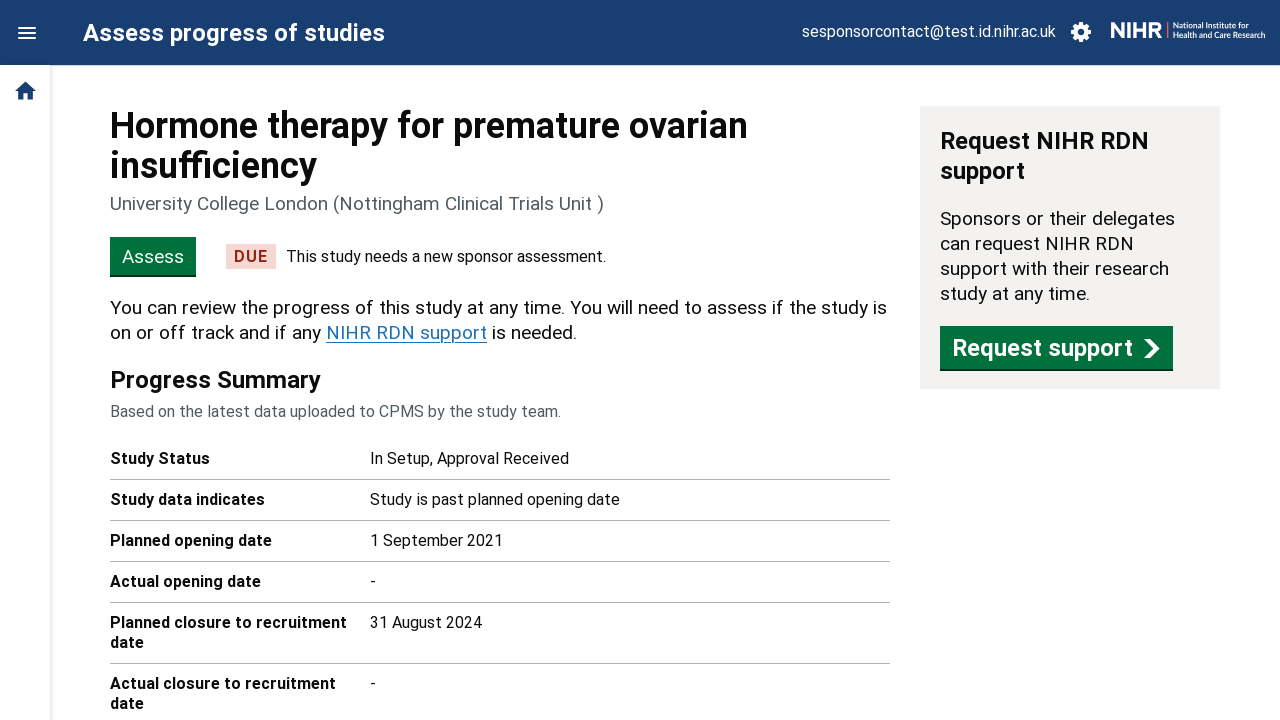 Assess progress of studies
sesponsorcontact@test.id.nihr.ac.uk
NIHR
National Institute for
Health and Care Research
Hormone therapy for premature ovarian
insufficiency
University College London (Nottingham Clinical Trials Unit )
Assess
DUE
This study needs a new sponsor assessment.
You can review the progress of this study at any time. You will need to assess if the study is
on or off track and if any NIHR RDN support is needed.
Progress Summary
Based on the latest data uploaded to CPMS by the study team.
Study Status
In Setup, Approval Received
Study data indicates
Study is past planned opening date
Planned opening date
1 September 2021
Actual opening date
-
Planned closure to recruitment
date
31 August 2024
Actual closure to recruitment
date
-
Request NIHR RDN
support
Sponsors or their delegates
can request NIHR RDN
support with their research
study at any time.
Request support